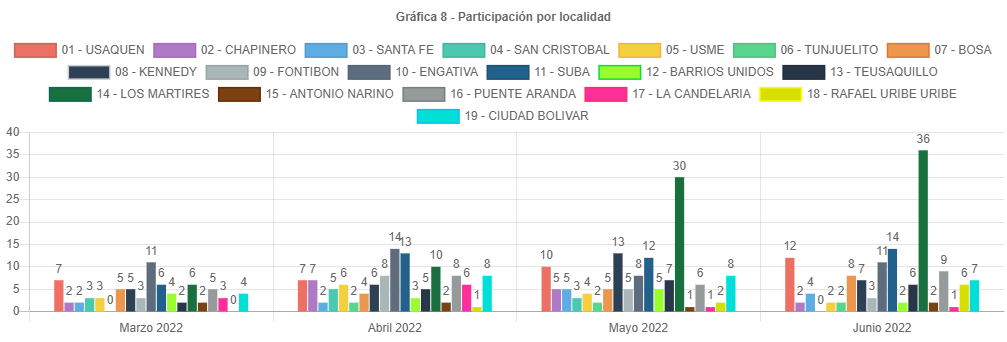 Gráfica 8 - Participación por localidad
01 - USAQUEN 02 - CHAPINERO 03 - SANTA FE 04 - SAN CRISTOBAL 05 - USME 06 - TUNJUELITO 07 - BOSA
08 - KENNEDY 09 - FONTIBON 10 - ENGATIVA 11 - SUBA 12 - BARRIOS UNIDOS 13 - TEUSAQUILLO
14 - LOS MARTIRES 15 - ANTONIO NARINO 16 - PUENTE ARANDA 17 - LA CANDELARIA 18 - RAFAEL URIBE URIBE
19 - CIUDAD BOLIVAR
40
35
30
25
20
15
10
5
0
7 2 2 3 3 0 5 5 3 11 6 4 2 6 2 5 3 0 4
7 7 2 5 6 2 4 6 8 14 13 3 5 10 2 8 6 1 8
10 5 5 3 4 2 5 13 5 8 12 5 7 30 1 6 1 2 8
12 2 4 0 2 2 8 7 3 11 14 2 6 36 2 9 1 6 7
Marzo 2022 Abril 2022 Mayo 2022 Junio 2022